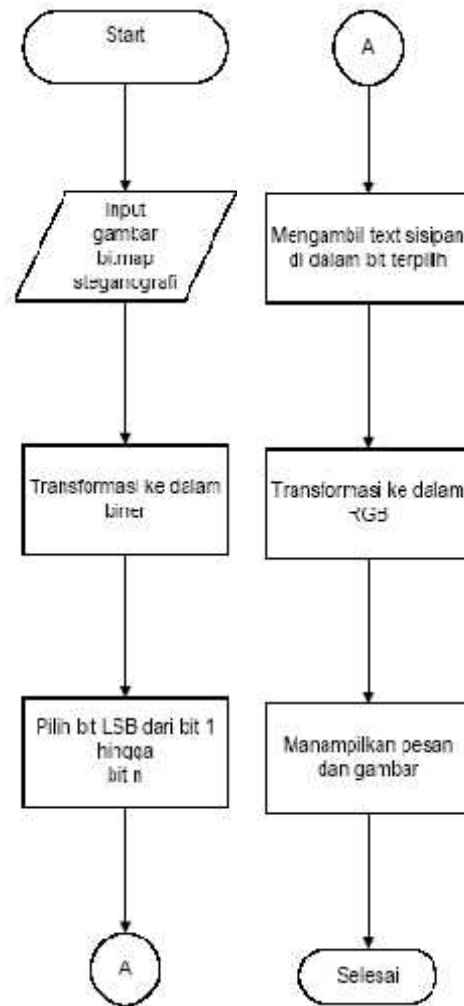 Start
Input
gambar
bitmap
steganografi
Transformasi ke dalam
biner
Pilih bit LSB dari bit 1
hingga
bit n
A
A
Mengambil text sisipan
di dalam bit terpilih
Transformasi ke dalam
RGB
Manampilkan pesan
dan gambar
Selesai